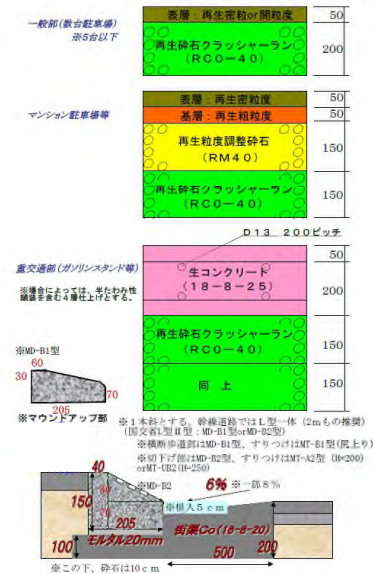 一般部(数台駐車場)
※5台以下
表層：再生密粒or開粒度
再生砕石クラッシャーラン
(RC0-40)
50
200
マンション駐車場等
表層：再生密粒度
基層：再生粗粒度
再生粒度調整砕石
(RM40)
再生砕石クラッシャーラン
(RC0-40)
50
50
150
150
D13 200ピッチ
重交通部(ガソリンスタンド等)
※場合によっては、半たわみ性
舗装を含む4層仕上げとする。
生コンクリート
(18-8-25)
再生砕石クラッシャーラン
(RC0-40)
同上
50
150
150
150
※MD-B1型
60
30
70
205
※マウンドアップ部
※1本斜とする。幹線道路ではL型一体(2mもの推奨)
(国交省L型Ⅱ型：MD-B1型orMD-B2型)
※横断歩道部はMD-B1型、すりつけはMT-B1型(尻上り)
※切下げ部はMD-B2型、すりつけはMT-A2型 (H=200)
orMT-UB2(H=250)
40
※MD-B2
6% ※一部8%
150
※根入5cm
205
街渠Co(18-8-20)
モルタル20mm
100
500
200
※この下、砕石は10cm